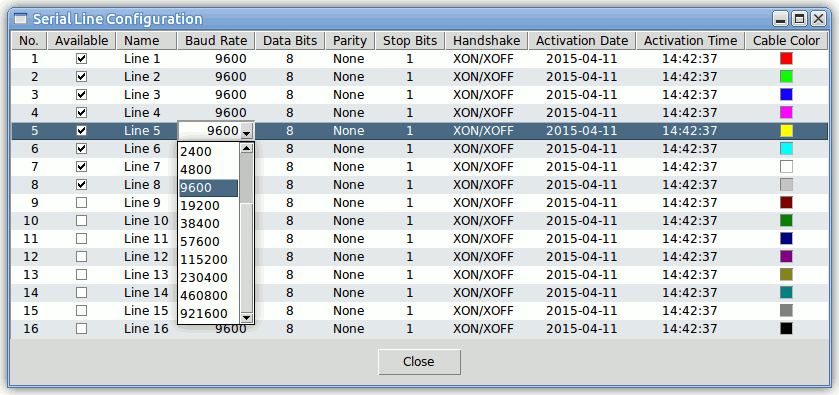 Serial Line Configuration
No. Available Name Baud Rate Data Bits Parity Stop Bits Handshake Activation Date Activation Time Cable Color
1 Line 1 9600 8 None 1 XON/XOFF 2015-04-11 14:42:37
2 Line 2 9600 8 None 1 XON/XOFF 2015-04-11 14:42:37
3 Line 3 9600 8 None 1 XON/XOFF 2015-04-11 14:42:37
4 Line 4 9600 8 None 1 XON/XOFF 2015-04-11 14:42:37
5 Line 5 9600 8 None 1 XON/XOFF 2015-04-11 14:42:37
6 Line 6 2400 8 None 1 XON/XOFF 2015-04-11 14:42:37
7 Line 7 4800 8 None 1 XON/XOFF 2015-04-11 14:42:37
8 Line 8 9600 8 None 1 XON/XOFF 2015-04-11 14:42:37
9 Line 9 19200 8 None 1 XON/XOFF 2015-04-11 14:42:37
10 Line 10 38400 8 None 1 XON/XOFF 2015-04-11 14:42:37
11 Line 11 57600 8 None 1 XON/XOFF 2015-04-11 14:42:37
12 Line 12 115200 8 None 1 XON/XOFF 2015-04-11 14:42:37
13 Line 13 230400 8 None 1 XON/XOFF 2015-04-11 14:42:37
14 Line 14 460800 8 None 1 XON/XOFF 2015-04-11 14:42:37
15 Line 15 921600 8 None 1 XON/XOFF 2015-04-11 14:42:37
16 Line 16 9600 8 None 1 XON/XOFF 2015-04-11 14:42:37
Close